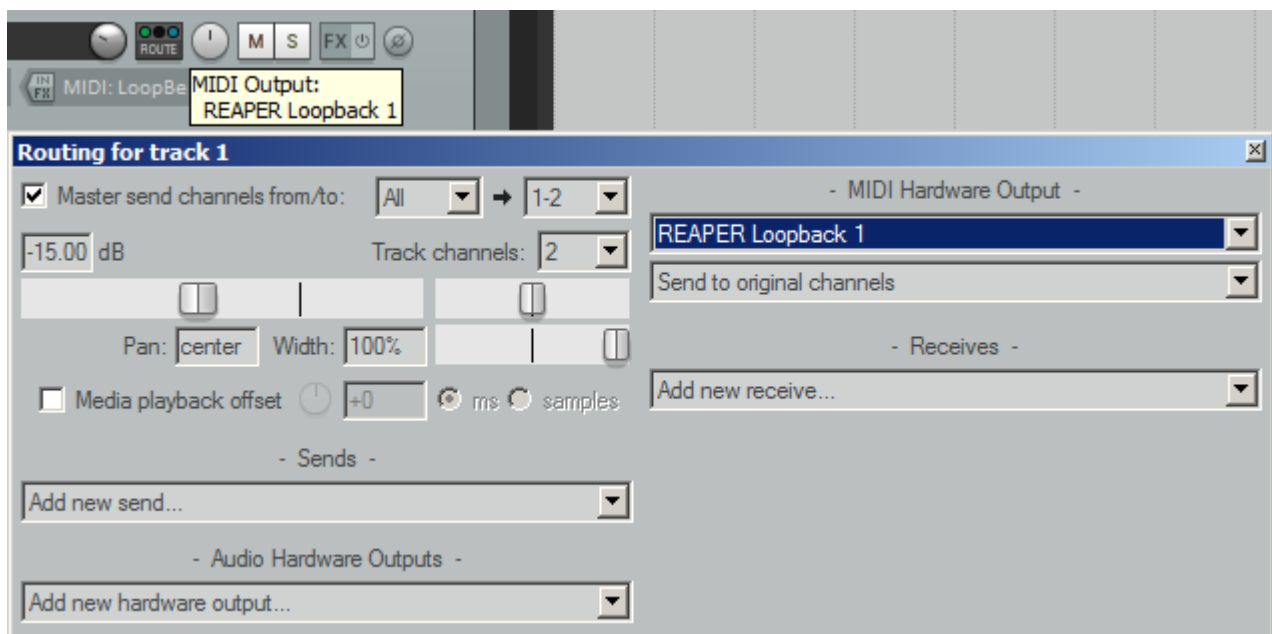 ROUTE M S FX
IN FX MIDI: LoopBe
MIDI Output:
REAPER Loopback 1
Routing for track 1
Master send channels from/to: All 1-2
-15.00 dB Track channels: 2
Pan: center Width: 100%
Media playback offset +0 ms samples
- Sends -
Add new send...
- Audio Hardware Outputs -
Add new hardware output...
- MIDI Hardware Output -
REAPER Loopback 1
Send to original channels
- Receives -
Add new receive...